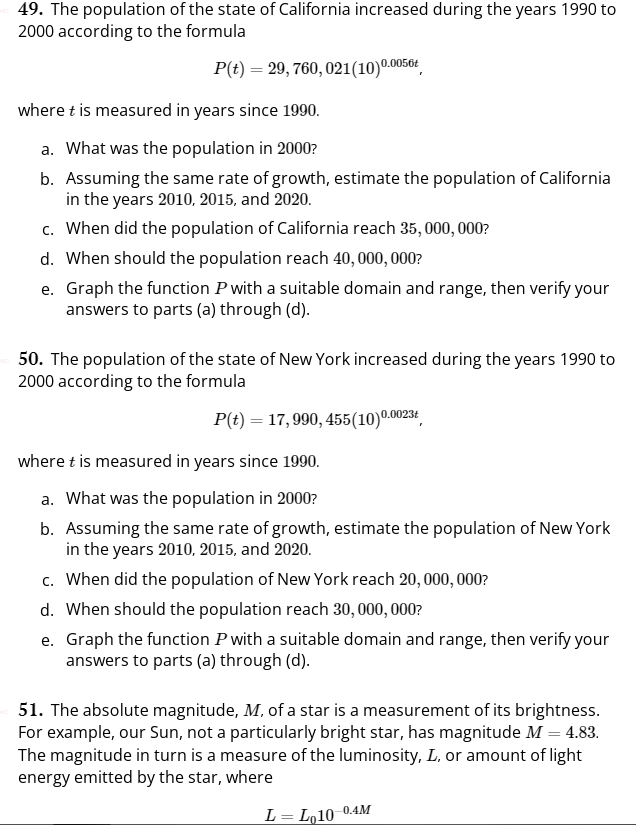 49. The population of the state of California increased during the years 1990 to
2000 according to the formula
P(t) = 29,760,021(10)^{0.0056t},
where t is measured in years since 1990.
a. What was the population in 2000?
b. Assuming the same rate of growth, estimate the population of California
in the years 2010, 2015, and 2020.
c. When did the population of California reach 35,000,000?
d. When should the population reach 40,000,000?
e. Graph the function P with a suitable domain and range, then verify your
answers to parts (a) through (d).
50. The population of the state of New York increased during the years 1990 to
2000 according to the formula
P(t) = 17,990,455(10)^{0.0023t},
where t is measured in years since 1990.
a. What was the population in 2000?
b. Assuming the same rate of growth, estimate the population of New York
in the years 2010, 2015, and 2020.
c. When did the population of New York reach 20,000,000?
d. When should the population reach 30,000,000?
e. Graph the function P with a suitable domain and range, then verify your
answers to parts (a) through (d).
51. The absolute magnitude, M, of a star is a measurement of its brightness.
For example, our Sun, not a particularly bright star, has magnitude M = 4.83.
The magnitude in turn is a measure of the luminosity, L, or amount of light
energy emitted by the star, where
L = L_0 10^{-0.4M}